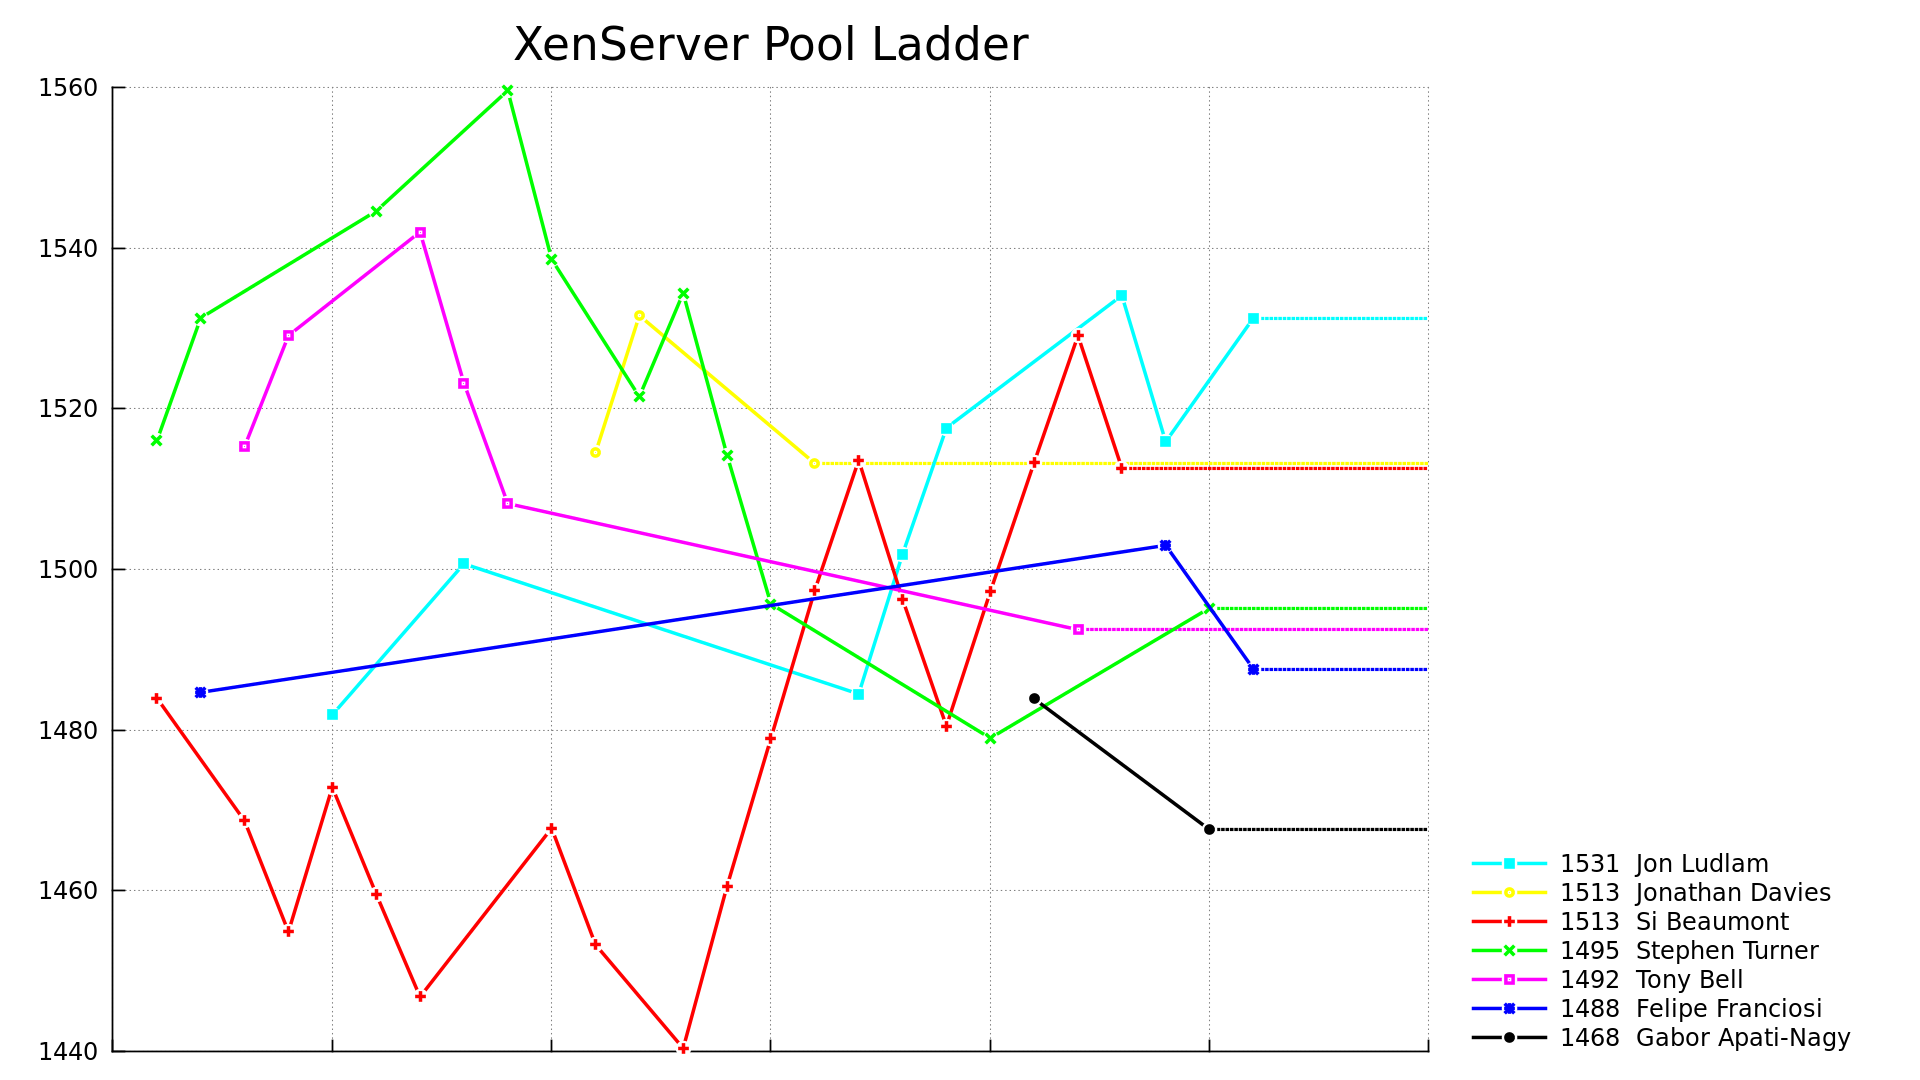 XenServer Pool Ladder
1560
1540
1520
1500
1480
1460
1440
1531 Jon Ludlam
1513 Jonathan Davies
1513 Si Beaumont
1495 Stephen Turner
1492 Tony Bell
1488 Felipe Franciosi
1468 Gabor Apati-Nagy